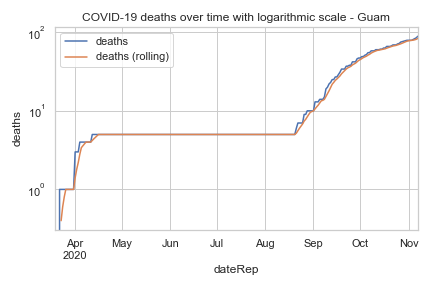 COVID-19 deaths over time with logarithmic scale - Guam
deaths
deaths (rolling)
10²
10¹
10⁰
deaths
Apr May Jun Jul Aug Sep Oct Nov
2020
dateRep